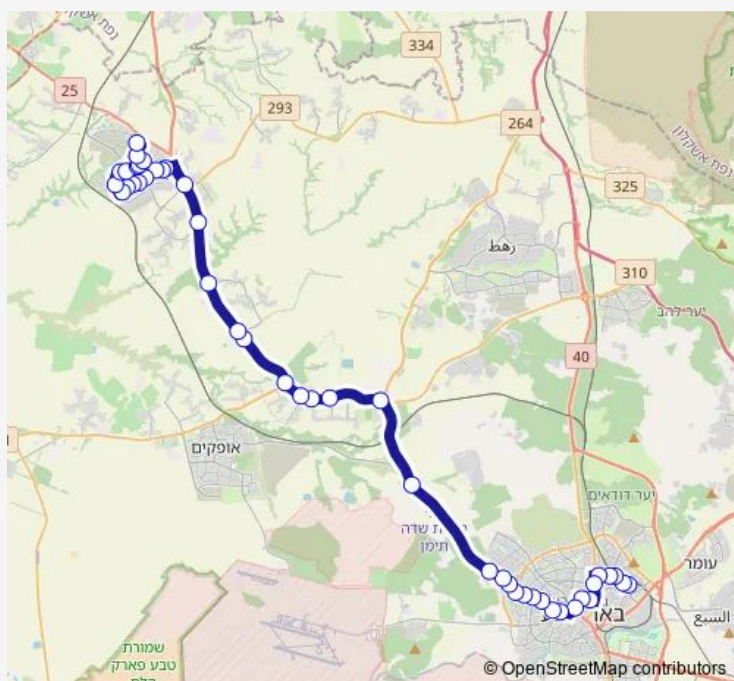 334
25
293
264
נפת אשקלון
נפת אשקלון
325
רהט
310
יער להב
40
אופקים
יער דודאים
שדה
תימן
עומר
באר
السبع
שמורת
טבע פארק
© OpenStreetMap contributors